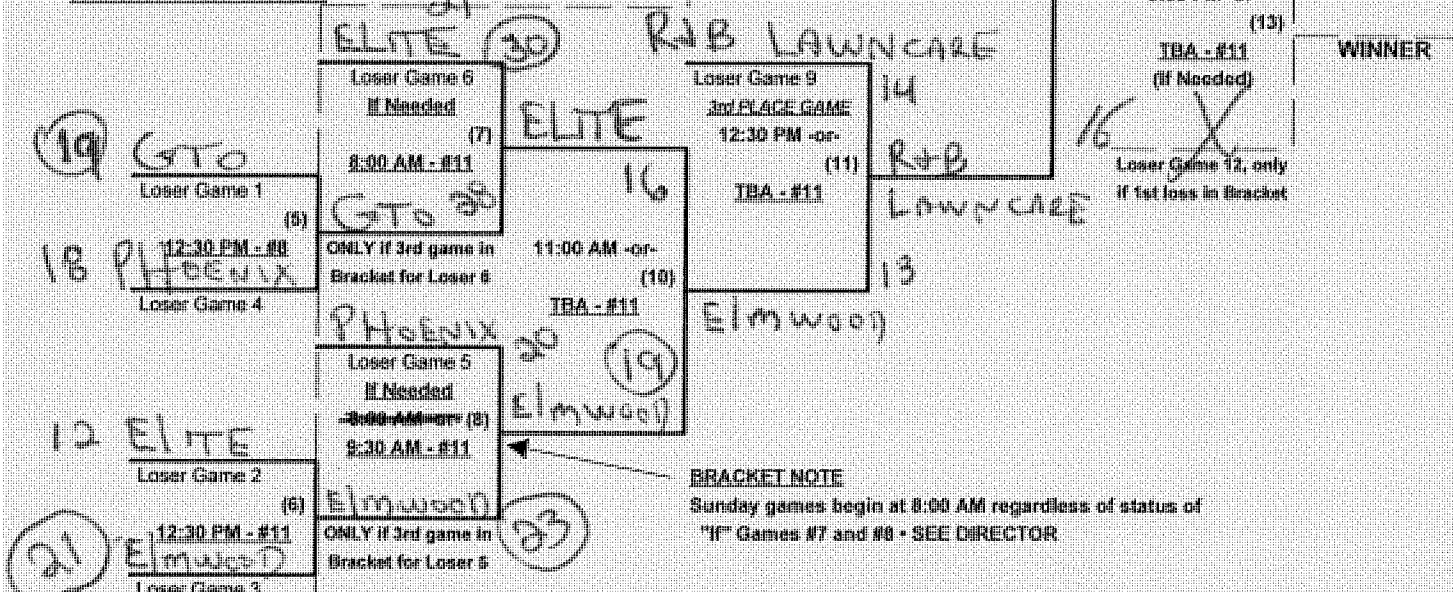 ELITE 30
R&B LAWNCARE
(13)
Loser Game 6
If Needed
(7)
8:00 AM - #11
Loser Game 9
3rd PLACE GAME
12:30 PM -or-
(11)
TBA - #11
14
TBA - #11
(If Needed)
WINNER
16
Loser Game 12, only
if 1st loss in Bracket
19 GTO
Loser Game 1
(5)
12:30 PM - #8
18 PHOENIX
Loser Game 4
ELITE
16
GTO 28
ONLY if 3rd game in
Bracket for Loser 6
11:00 AM -or-
(10)
TBA - #11
R+B
LAWNCARE
13
Elmwood
PHOENIX 20
Loser Game 5
If Needed
8:00 AM -or- (8)
9:30 AM - #11
19
Elmwood
12 ElITE
Loser Game 2
(6)
12:30 PM - #11
21 Elmwood
Loser Game 3
Elmwood 23
ONLY if 3rd game in
Bracket for Loser 5
BRACKET NOTE
Sunday games begin at 8:00 AM regardless of status of
"If" Games #7 and #8 • SEE DIRECTOR